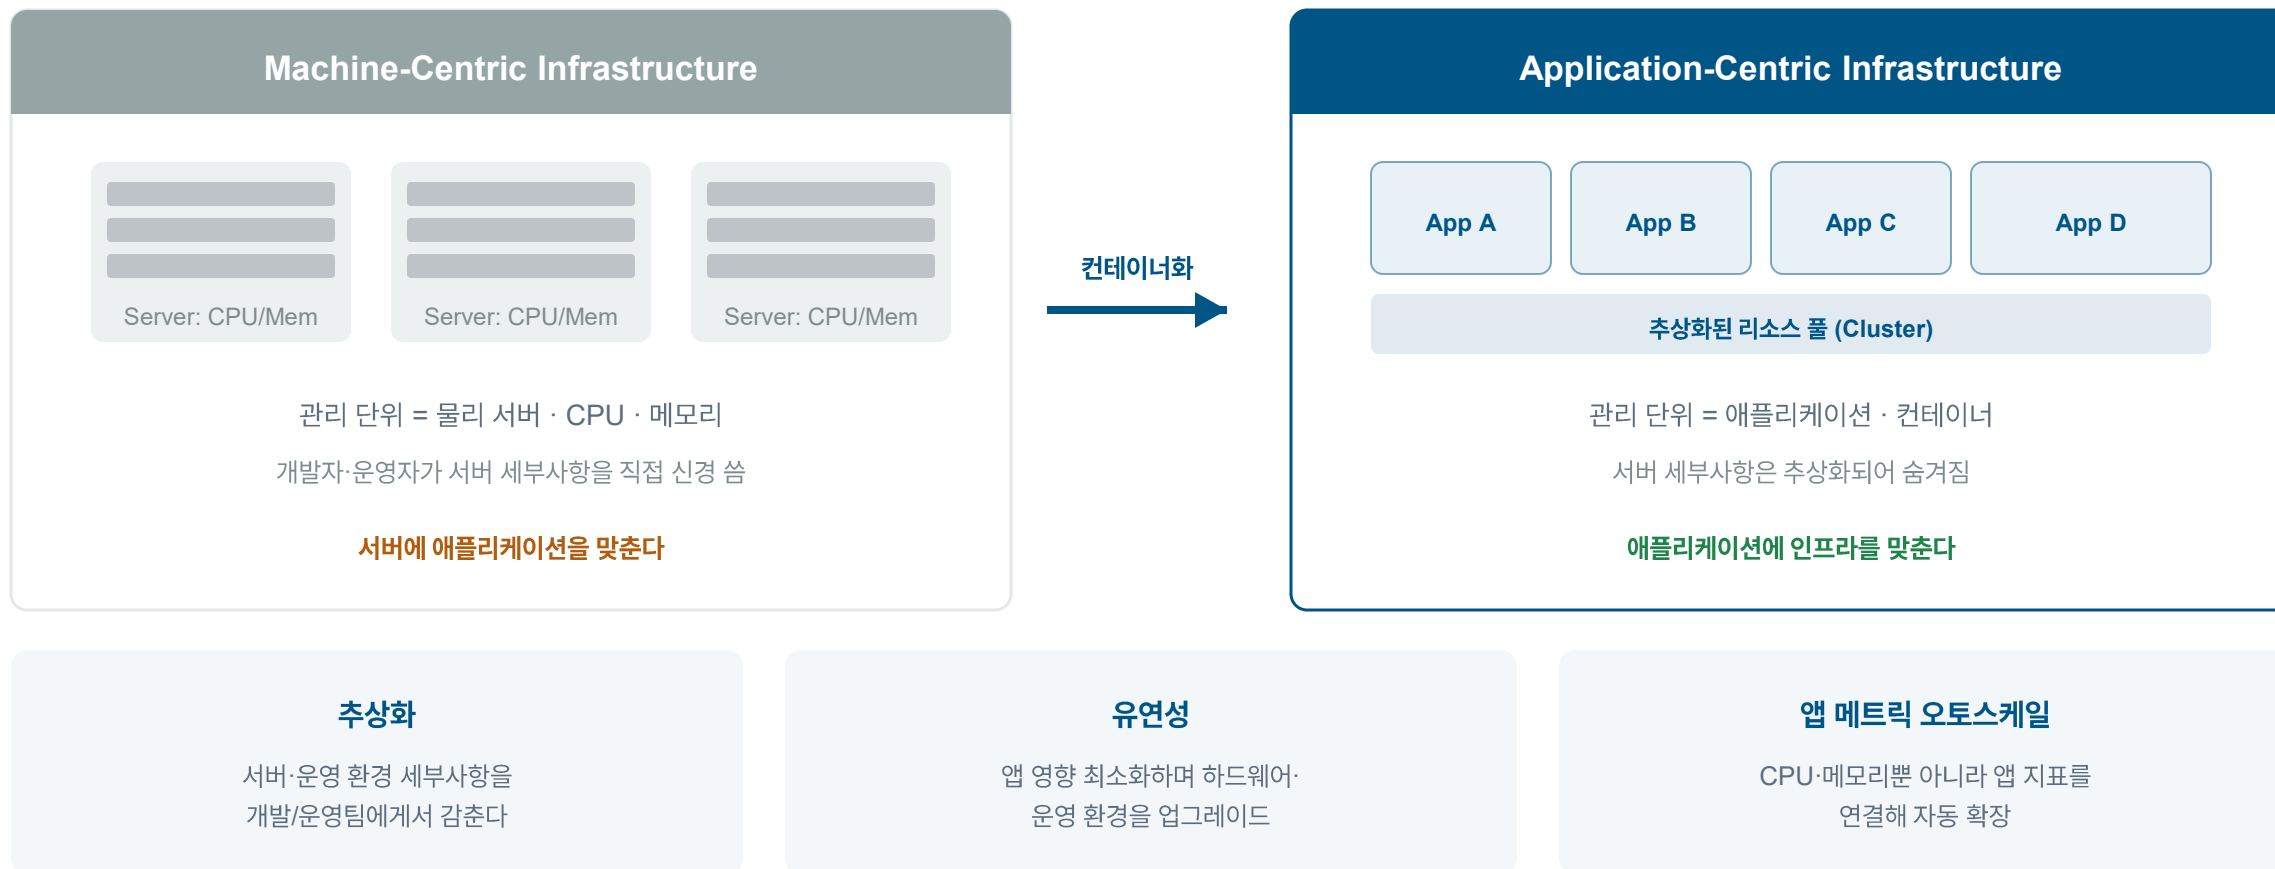 Machine-Centric Infrastructure
Server: CPU/Mem
Server: CPU/Mem
Server: CPU/Mem
관리 단위 = 물리 서버 · CPU · 메모리
개발자·운영자가 서버 세부사항을 직접 신경 씀
서버에 애플리케이션을 맞춘다
컨테이너화
Application-Centric Infrastructure
App A
App B
App C
App D
추상화된 리소스 풀 (Cluster)
관리 단위 = 애플리케이션 · 컨테이너
서버 세부사항은 추상화되어 숨겨짐
애플리케이션에 인프라를 맞춘다
추상화
서버·운영 환경 세부사항을
개발/운영팀에게서 감춘다
유연성
앱 영향 최소화하며 하드웨어·
운영 환경을 업그레이드
앱 메트릭 오토스케일
CPU·메모리뿐 아니라 앱 지표를
연결해 자동 확장